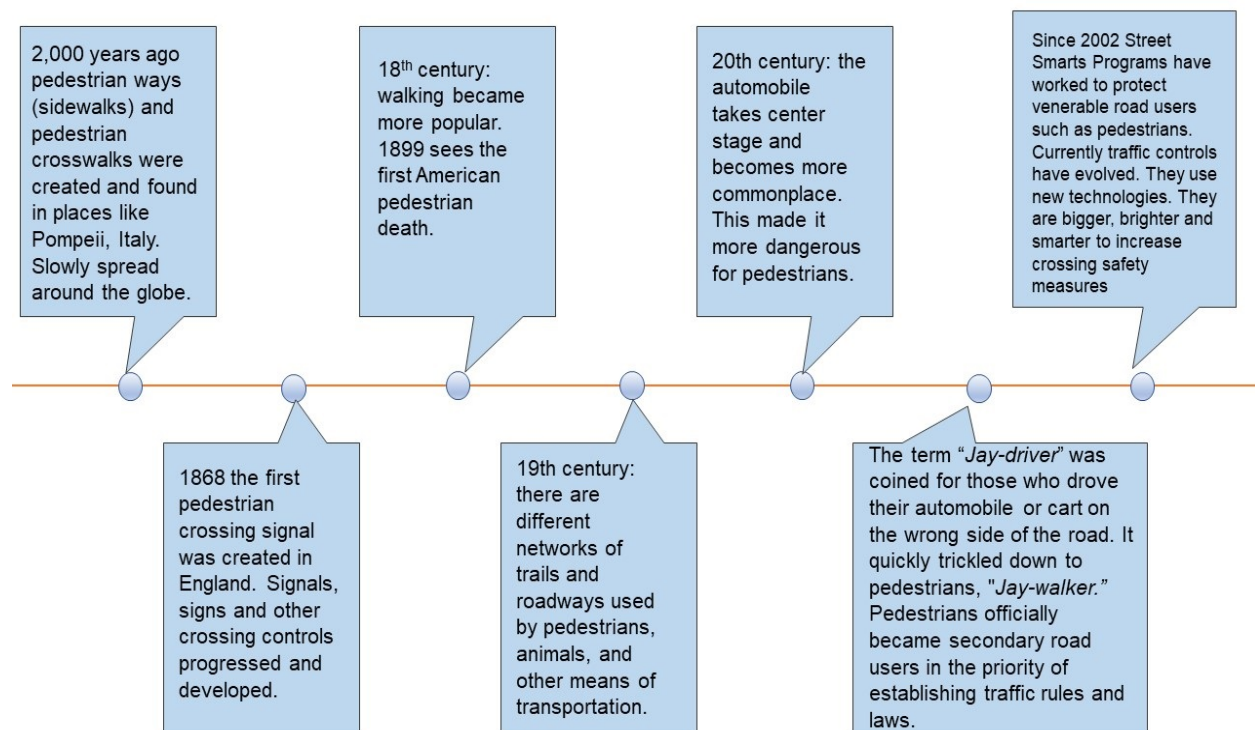 2,000 years ago
pedestrian ways
(sidewalks) and
pedestrian
crosswalks were
created and found
in places like
Pompeii, Italy.
Slowly spread
around the globe.
1868 the first
pedestrian
crossing signal
was created in
England. Signals,
signs and other
crossing controls
progressed and
developed.
18th century:
walking became
more popular.
1899 sees the
first American
pedestrian
death.
19th century:
there are
different
networks of
trails and
roadways used
by pedestrians,
animals, and
other means of
transportation.
20th century: the
automobile
takes center
stage and
becomes more
commonplace.
This made it
more dangerous
for pedestrians.
The term “Jay-driver” was
coined for those who drove
their automobile or cart on
the wrong side of the road. It
quickly trickled down to
pedestrians, "Jay-walker.”
Pedestrians officially
became secondary road
users in the priority of
establishing traffic rules and
laws.
Since 2002 Street
Smarts Programs have
worked to protect
venerable road users
such as pedestrians.
Currently traffic controls
have evolved. They use
new technologies. They
are bigger, brighter and
smarter to increase
crossing safety
measures